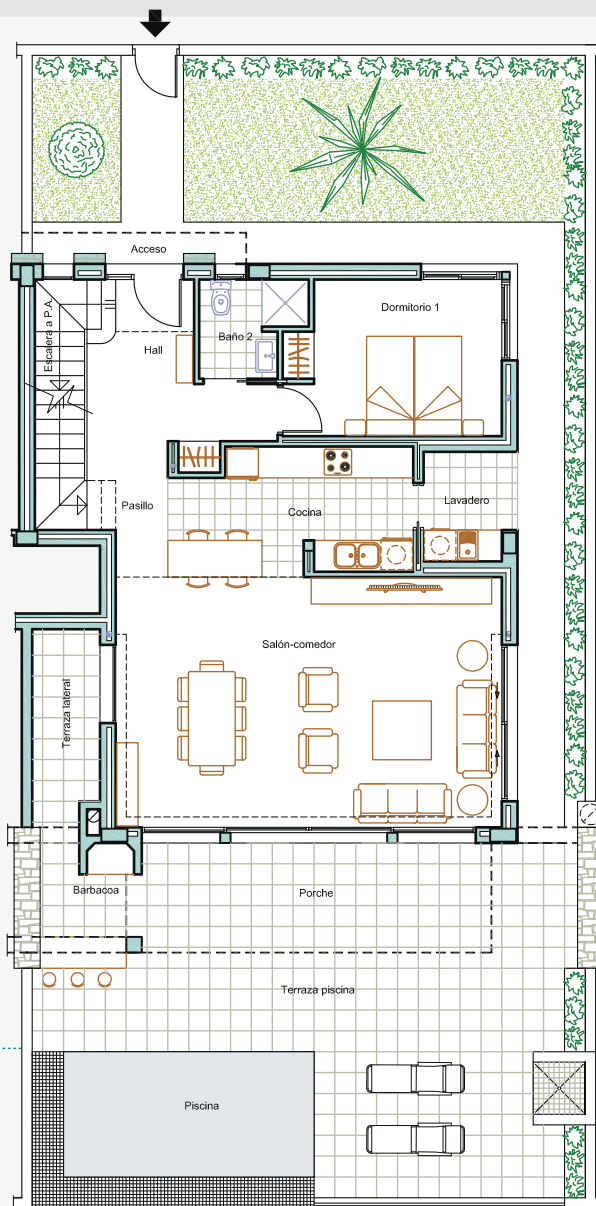 Acceso
Escalera a P.A.
Hall
Baño 2
Dormitorio 1
Pasillo
Cocina
Lavadero
Salón-comedor
Terraza lateral
Barbacoa
Porche
Terraza piscina
Piscina